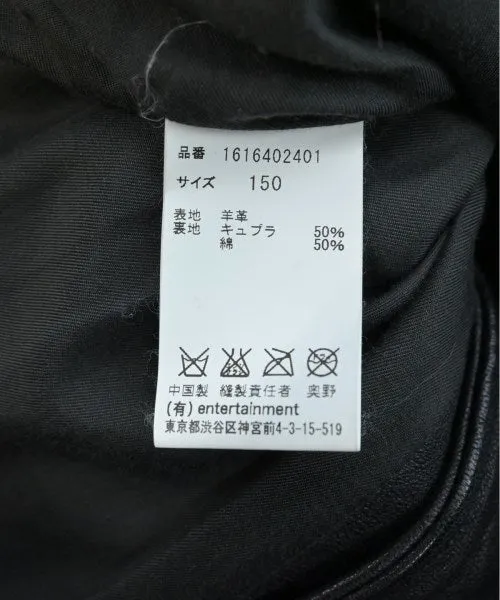 品番 1616402401
サイズ 150
表地 羊革
裏地 キュプラ 50%
綿 50%
中国製 縫製責任者 奥野
(有) entertainment
東京都渋谷区神宮前4-3-15-519